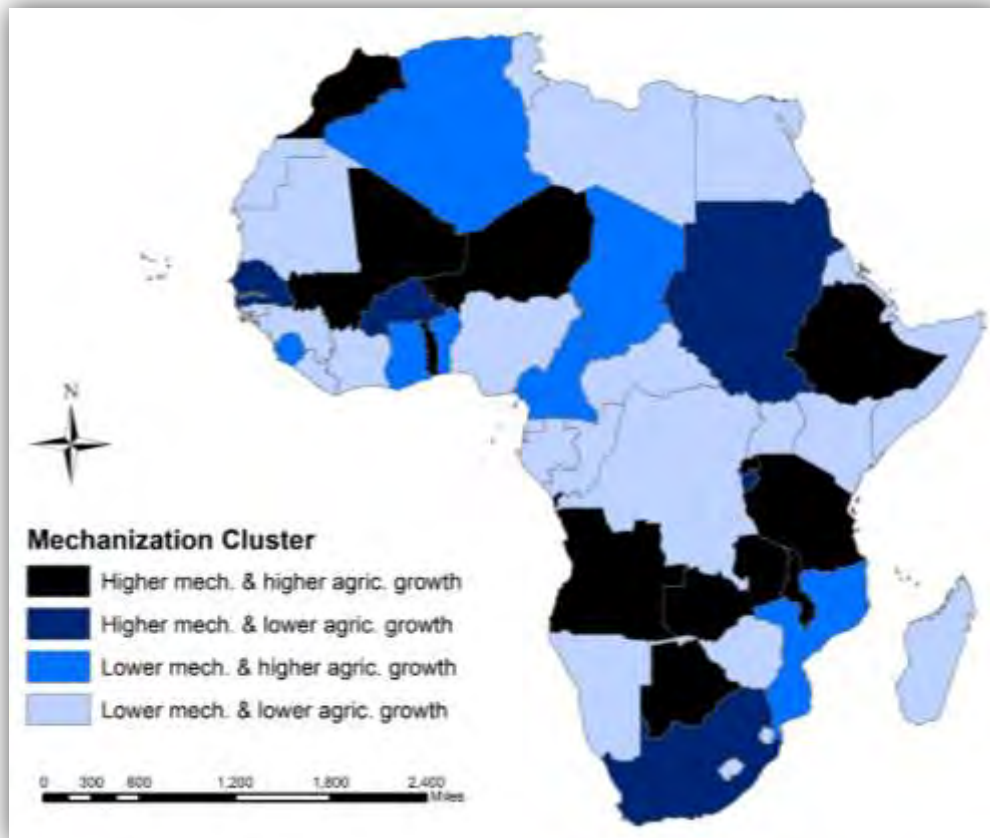 N
Mechanization Cluster
Higher mech. & higher agric. growth
Higher mech. & lower agric. growth
Lower mech. & higher agric. growth
Lower mech. & lower agric. growth
0 300 600 1,200 1,800 2,400
Miles